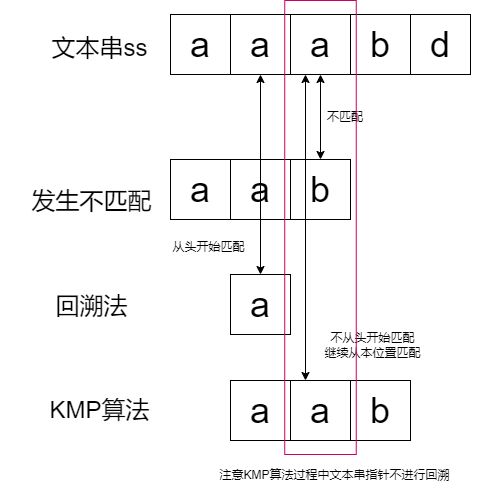 文本串ss a a a b d
不匹配
发生不匹配 a a b
从头开始匹配
回溯法 a
不从头开始匹配
继续从本位置匹配
KMP算法 a a b
注意KMP算法过程中文本串指针不进行回溯